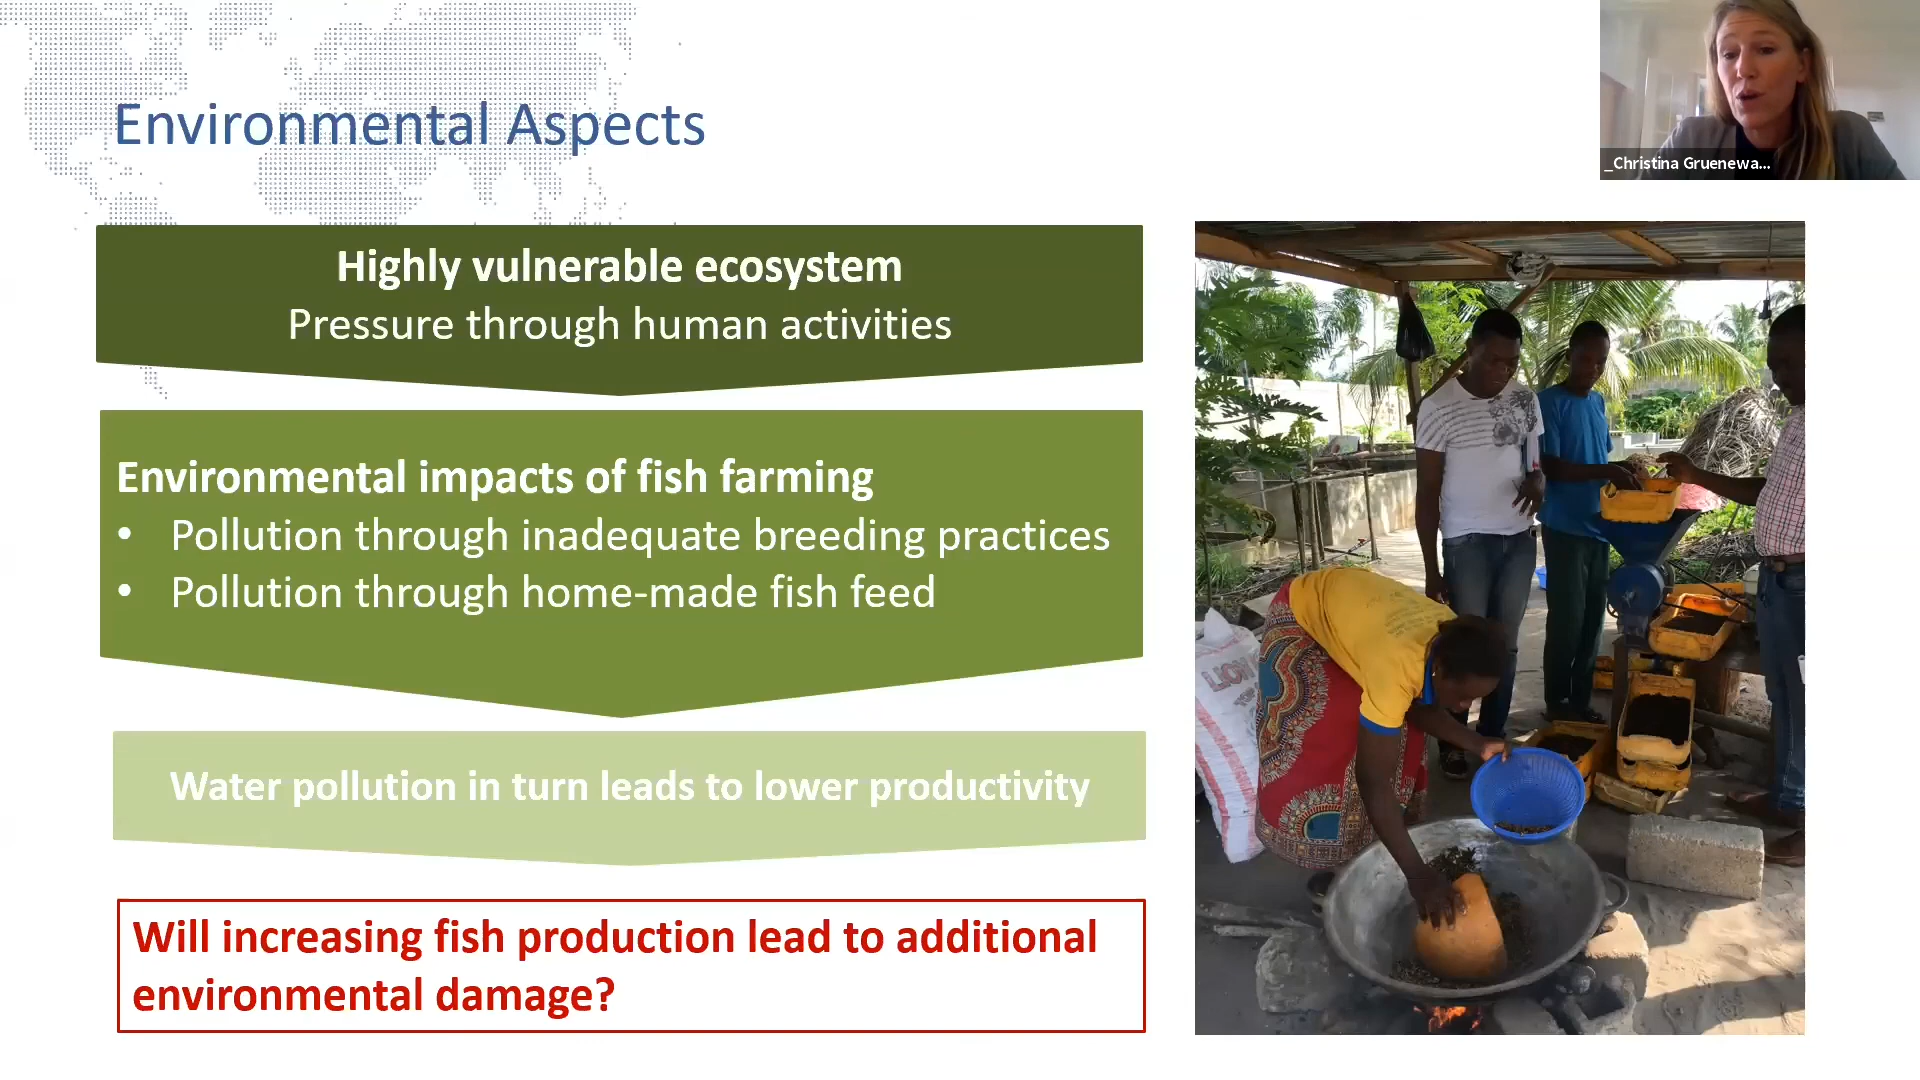 _Christina Gruenewa...
Environmental Aspects
Highly vulnerable ecosystem
Pressure through human activities
Environmental impacts of fish farming
• Pollution through inadequate breeding practices
• Pollution through home-made fish feed
Water pollution in turn leads to lower productivity
Will increasing fish production lead to additional
environmental damage?
LION